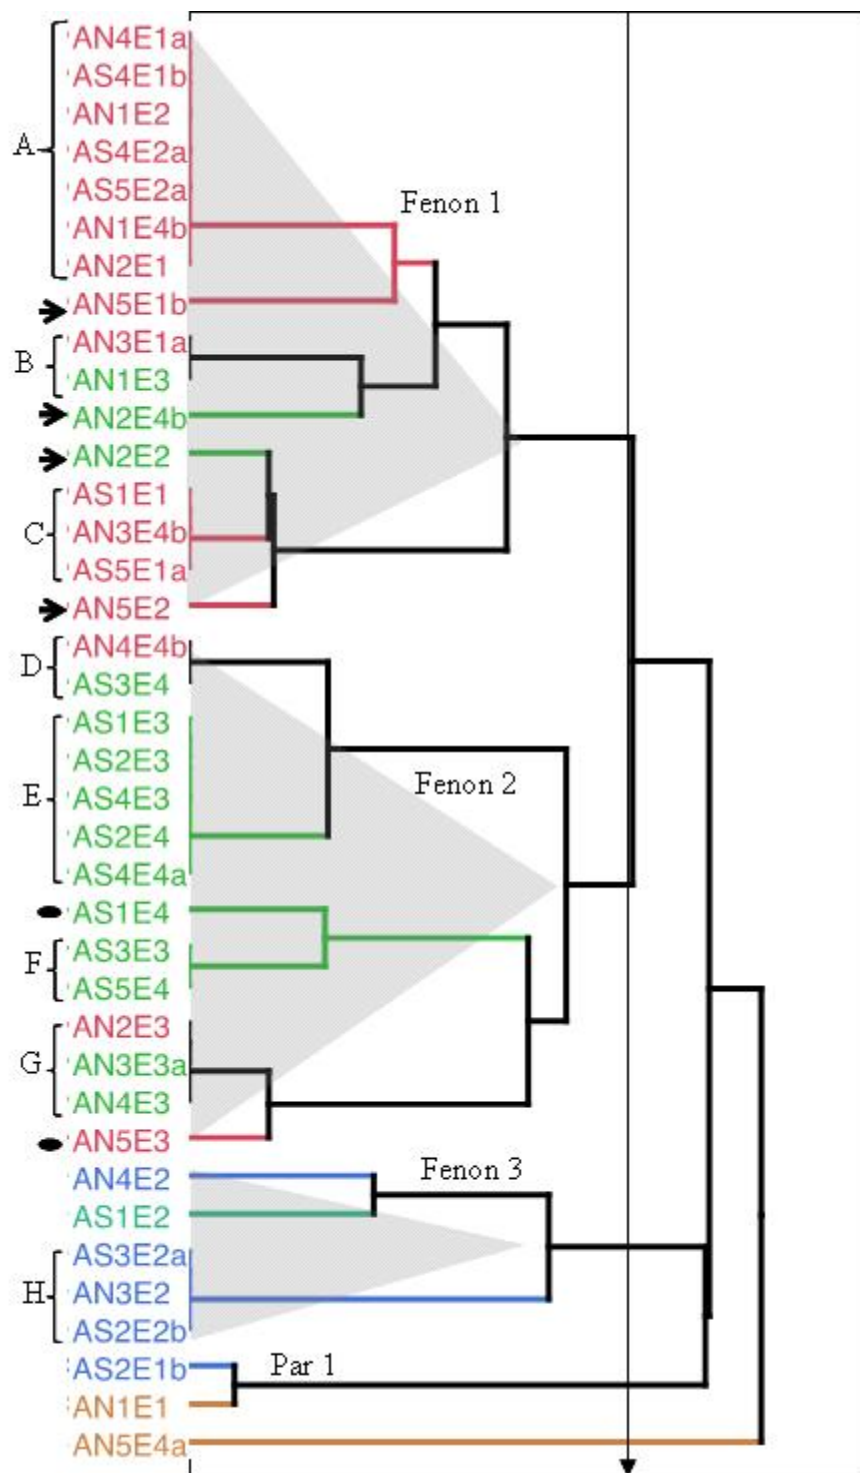 AN4E1a
AS4E1b
AN1E2
A
AS4E2a
AS5E2a
Fenon 1
AN1E4b
AN2E1
AN5E1b
AN3E1a
B
AN1E3
AN2E4b
AN2E2
AS1E1
C
AN3E4b
AS5E1a
AN5E2
AN4E4b
D
AS3E4
AS1E3
AS2E3
Fenon 2
E
AS4E3
AS2E4
AS4E4a
AS1E4
AS3E3
F
AS5E4
AN2E3
G
AN3E3a
AN4E3
AN5E3
Fenon 3
AN4E2
AS1E2
AS3E2a
H
AN3E2
AS2E2b
AS2E1b
Par 1
AN1E1
AN5E4a